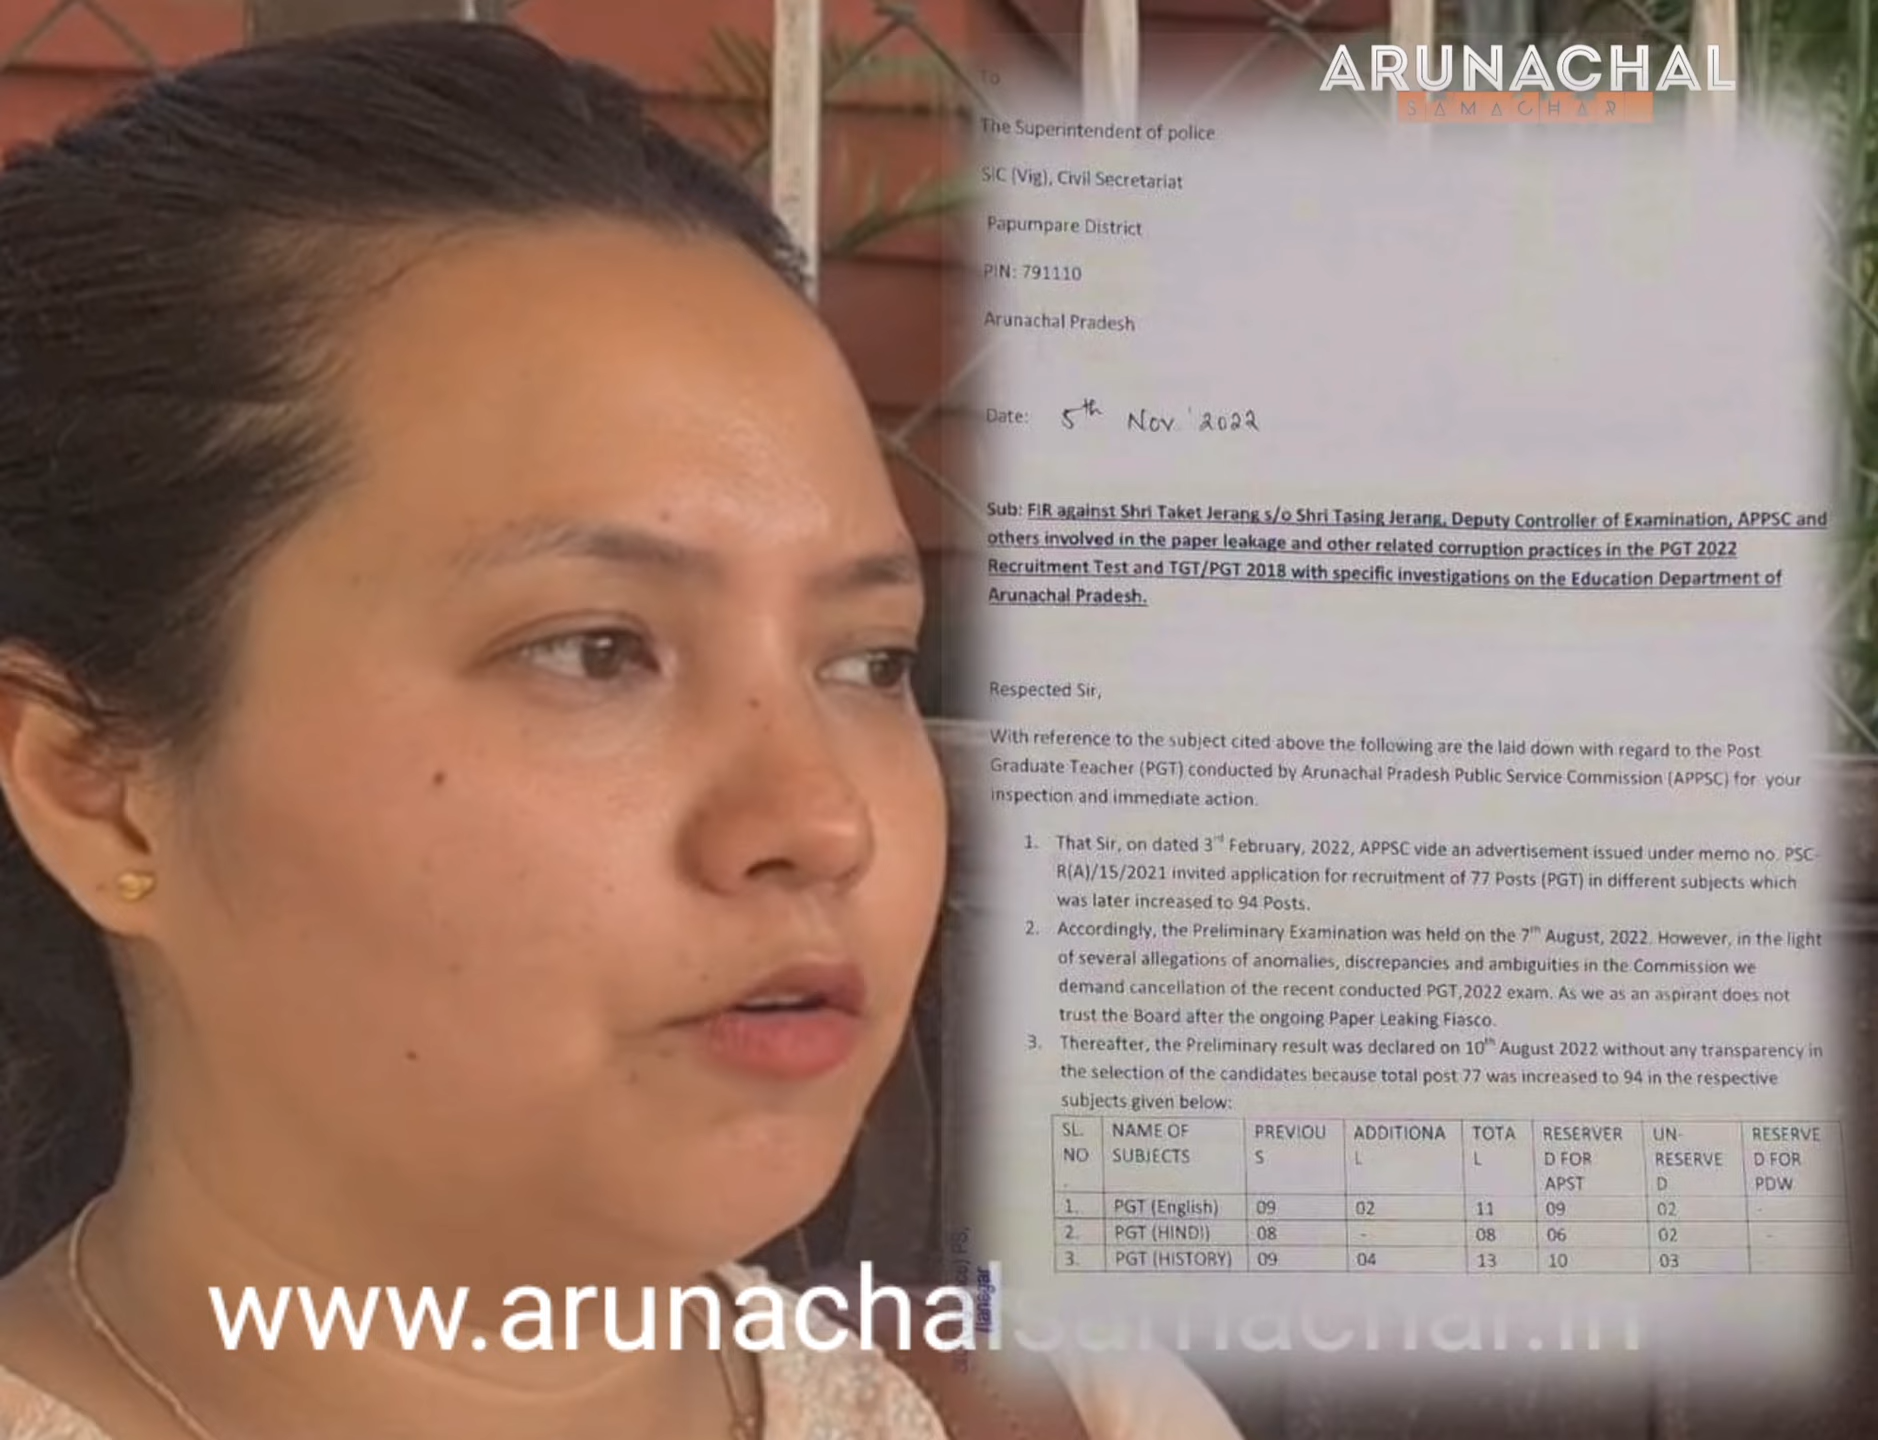 ARUNACHAL
SAMACHAR
To
The Superintendent of police
SIC (Vig), Civil Secretariat
Papumpare District
PIN: 791110
Arunachal Pradesh
Date: 5th Nov' 2022
Sub: FIR against Shri Taket Jerang s/o Shri Tasing Jerang, Deputy Controller of Examination, APPSC and
others involved in the paper leakage and other related corruption practices in the PGT 2022
Recruitment Test and TGT/PGT 2018 with specific investigations on the Education Department of
Arunachal Pradesh.
Respected Sir,
With reference to the subject cited above the following are the laid down with regard to the Post
Graduate Teacher (PGT) conducted by Arunachal Pradesh Public Service Commission (APPSC) for your
inspection and immediate action.
1. That Sir, on dated 3rd February, 2022, APPSC vide an advertisement issued under memo no. PSC-
R(A)/15/2021 invited application for recruitment of 77 Posts (PGT) in different subjects which
was later increased to 94 Posts.
2. Accordingly, the Preliminary Examination was held on the 7th August, 2022. However, in the light
of several allegations of anomalies, discrepancies and ambiguities in the Commission we
demand cancellation of the recent conducted PGT,2022 exam. As we as an aspirant does not
trust the Board after the ongoing Paper Leaking Fiasco.
3. Thereafter, the Preliminary result was declared on 10th August 2022 without any transparency in
the selection of the candidates because total post 77 was increased to 94 in the respective
subjects given below:
SL. NAME OF PREVIOU ADDITIONA TOTA RESERVER UN- RESERVE
NO SUBJECTS S L L D FOR RESERVE D FOR
. APST D PDW
1. PGT (English) 09 02 11 09 02 -
2. PGT (HINDI) 08 - 08 06 02 -
3. PGT (HISTORY) 09 04 13 10 03
www.arunachalsamachar.in